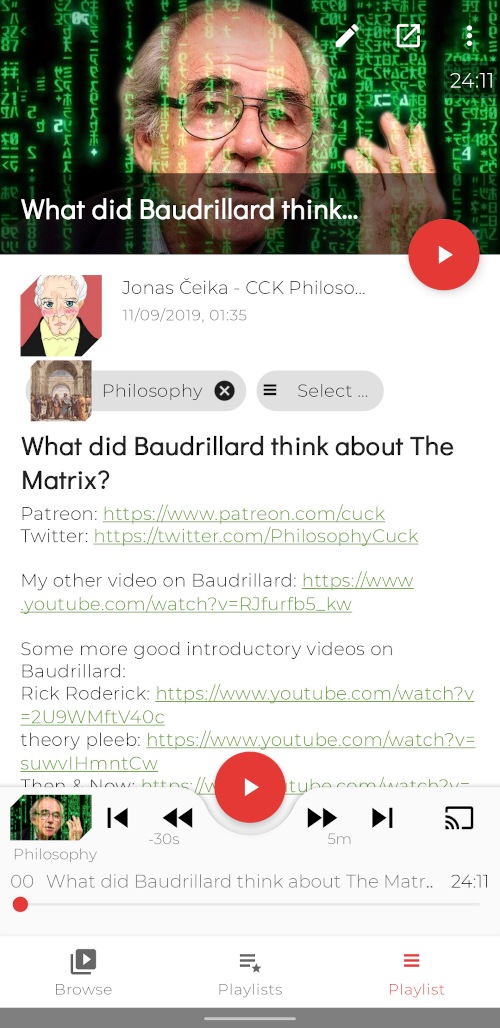 24:11
What did Baudrillard think...
Jonas Čeika - CCK Philoso...
11/09/2019, 01:35
Philosophy
Select ...
What did Baudrillard think about The
Matrix?
Patreon: https://www.patreon.com/cuck
Twitter: https://twitter.com/PhilosophyCuck
My other video on Baudrillard: https://www
.youtube.com/watch?v=RJfurfb5_kw
Some more good introductory videos on
Baudrillard:
Rick Roderick: https://www.youtube.com/watch?v
=2U9WMftV40c
theory pleeb: https://www.youtube.com/watch?v=
suwvIHmntCw
Then & Now: https://
-30s
5m
Philosophy
00 What did Baudrillard think about The Matr.. 24:11
Browse
Playlists
Playlist